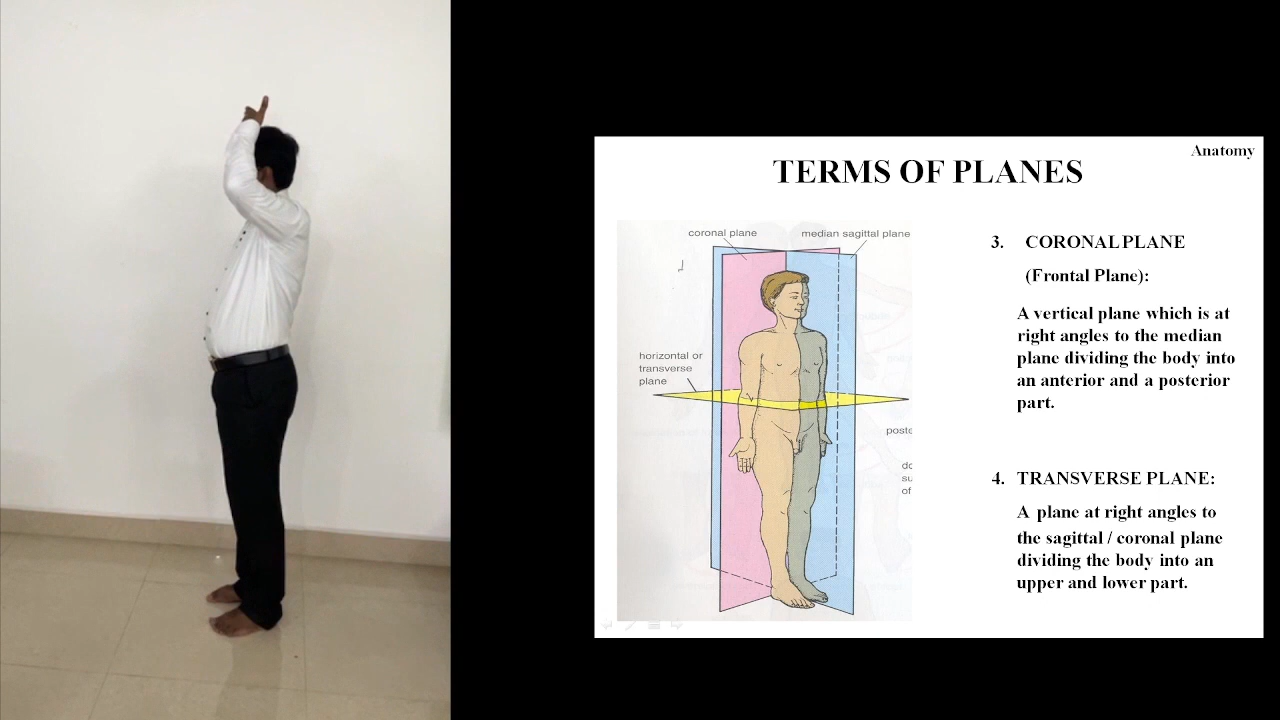 Anatomy
TERMS OF PLANES
coronal plane
median sagittal plane
horizontal or
transverse
plane
3. CORONAL PLANE
(Frontal Plane):
A vertical plane which is at
right angles to the median
plane dividing the body into
an anterior and a posterior
part.
4. TRANSVERSE PLANE:
A plane at right angles to
the sagittal / coronal plane
dividing the body into an
upper and lower part.